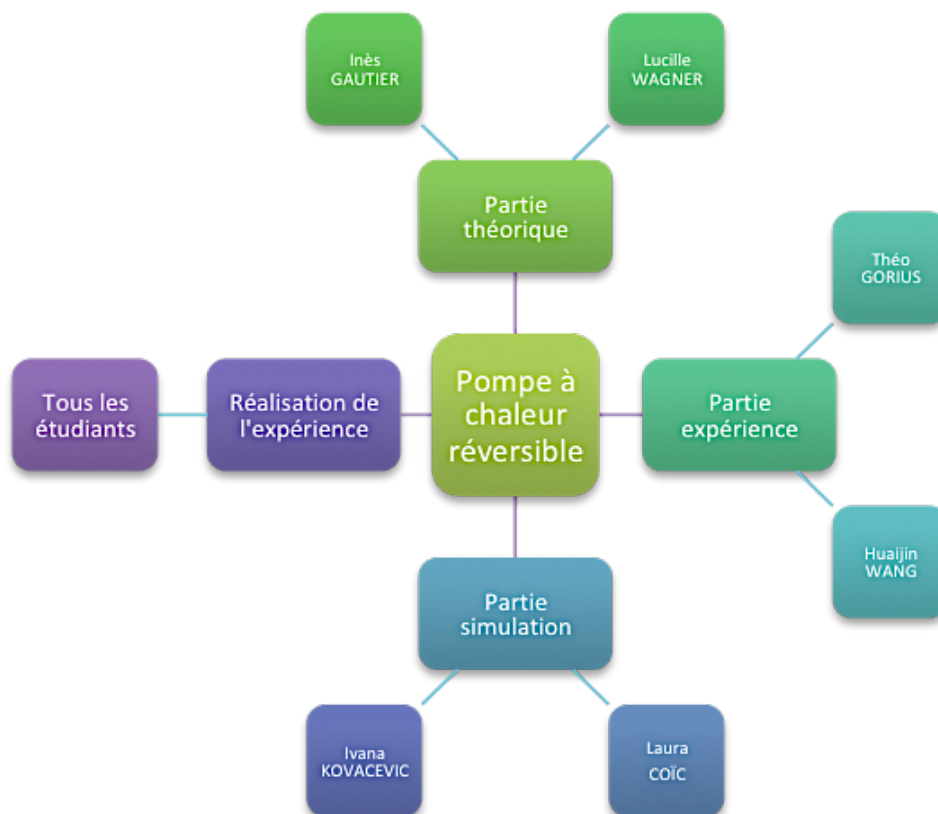 Inès
GAUTIER
Lucille
WAGNER
Partie
théorique
Théo
GORIUS
Tous les
étudiants
Réalisation de
l'expérience
Pompe à
chaleur
réversible
Partie
expérience
Huaijin
WANG
Partie
simulation
Ivana
KOVACEVIC
Laura
COÏC